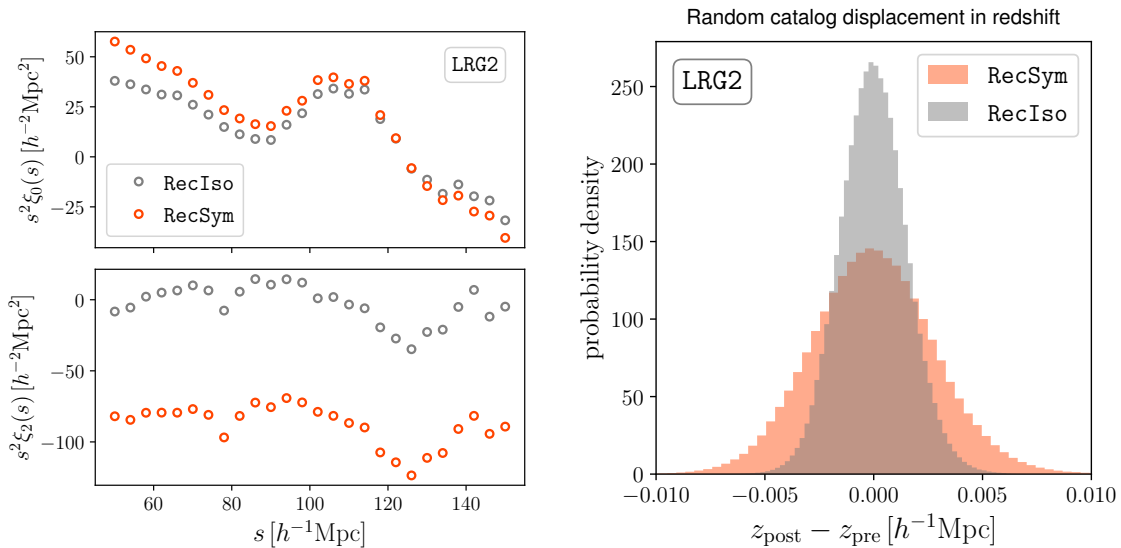 50
25
0
−25
s²ξ₀(s) [h⁻²Mpc²]
LRG2
RecIso
RecSym
0
−50
−100
s²ξ₂(s) [h⁻²Mpc²]
60 80 100 120 140
s [h⁻¹Mpc]
Random catalog displacement in redshift
LRG2
RecSym
RecIso
250
200
150
100
50
0
probability density
−0.010 −0.005 0.000 0.005 0.010
z_post − z_pre [h⁻¹Mpc]